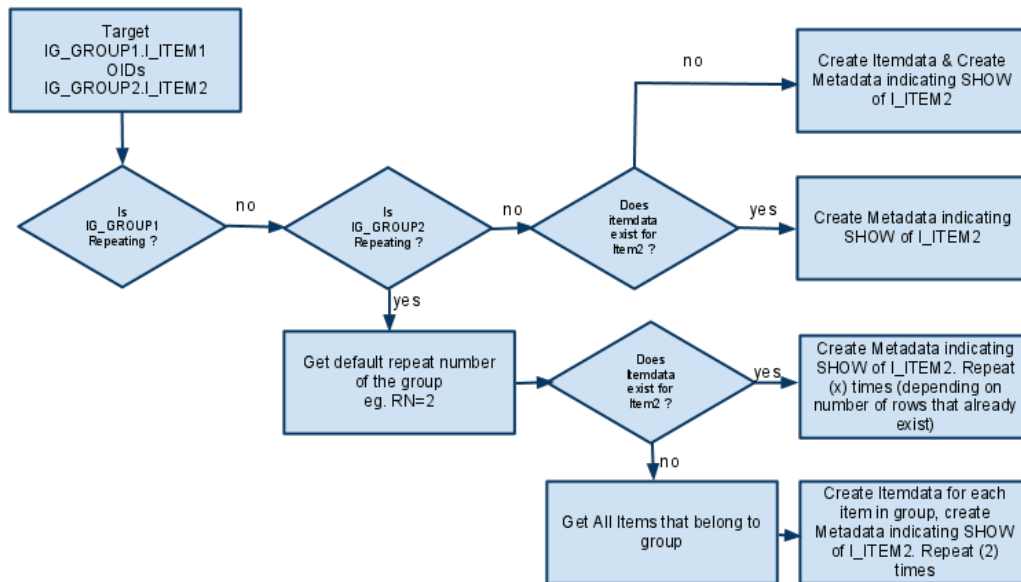 Target
IG_GROUP1.I_ITEM1
OIDs
IG_GROUP2.I_ITEM2
no
Create Itemdata & Create
Metadata indicating SHOW
of I_ITEM2
Is
IG_GROUP1
Repeating ?
no
Is
IG_GROUP2
Repeating ?
no
Does
itemdata
exist for
Item2 ?
yes
Create Metadata indicating
SHOW of I_ITEM2
yes
Get default repeat number
of the group
eg. RN=2
Does
Itemdata
exist for
Item2 ?
yes
Create Metadata indicating
SHOW of I_ITEM2. Repeat
(x) times (depending on
number of rows that already
exist)
no
Get All Items that belong to
group
Create Itemdata for each
item in group, create
Metadata indicating SHOW
of I_ITEM2. Repeat (2)
times